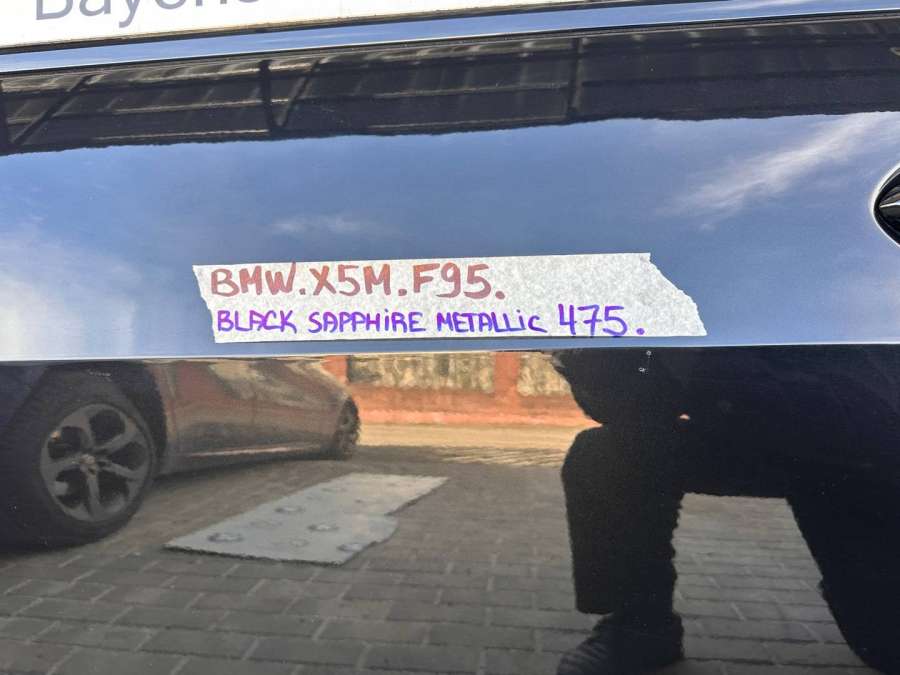 BMW.X5M.F95.
BLACK SAPPHiRE METALLiC 475.